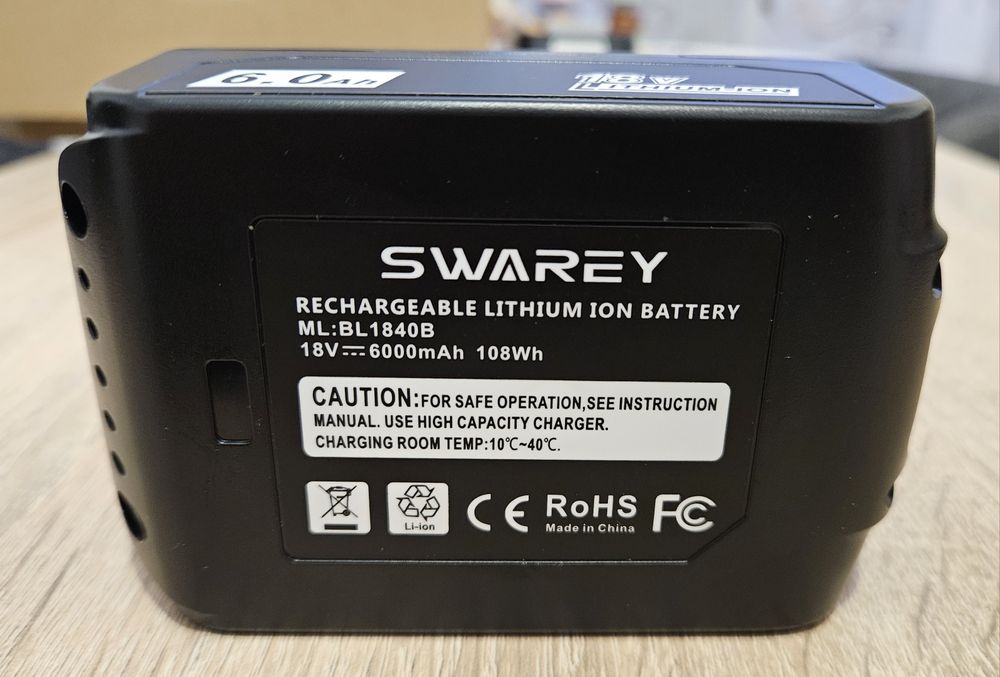 6.0Ah
18V
LITHIUM ION
SWAREY
RECHARGEABLE LITHIUM ION BATTERY
ML:BL1840B
18V⎓6000mAh 108Wh
CAUTION:FOR SAFE OPERATION,SEE INSTRUCTION
MANUAL. USE HIGH CAPACITY CHARGER.
CHARGING ROOM TEMP:10℃~40℃.
Li-ion
CE
RoHS
Made in China
FC